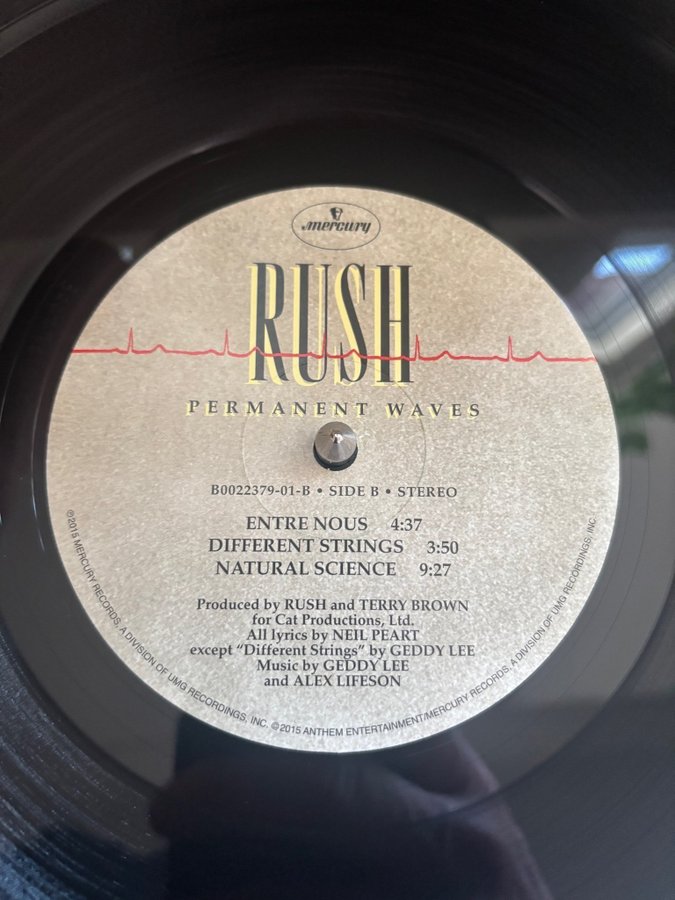 mercury
RUSH
PERMANENT WAVES
B0022379-01-B • SIDE B • STEREO
ENTRE NOUS 4:37
DIFFERENT STRINGS 3:50
NATURAL SCIENCE 9:27
Produced by RUSH and TERRY BROWN
for Cat Productions, Ltd.
All lyrics by NEIL PEART
except “Different Strings” by GEDDY LEE
Music by GEDDY LEE
and ALEX LIFESON
℗2015 MERCURY RECORDS, A DIVISION OF UMG RECORDINGS, INC. ©2015 ANTHEM ENTERTAINMENT/MERCURY RECORDS, A DIVISION OF UMG RECORDINGS, INC.